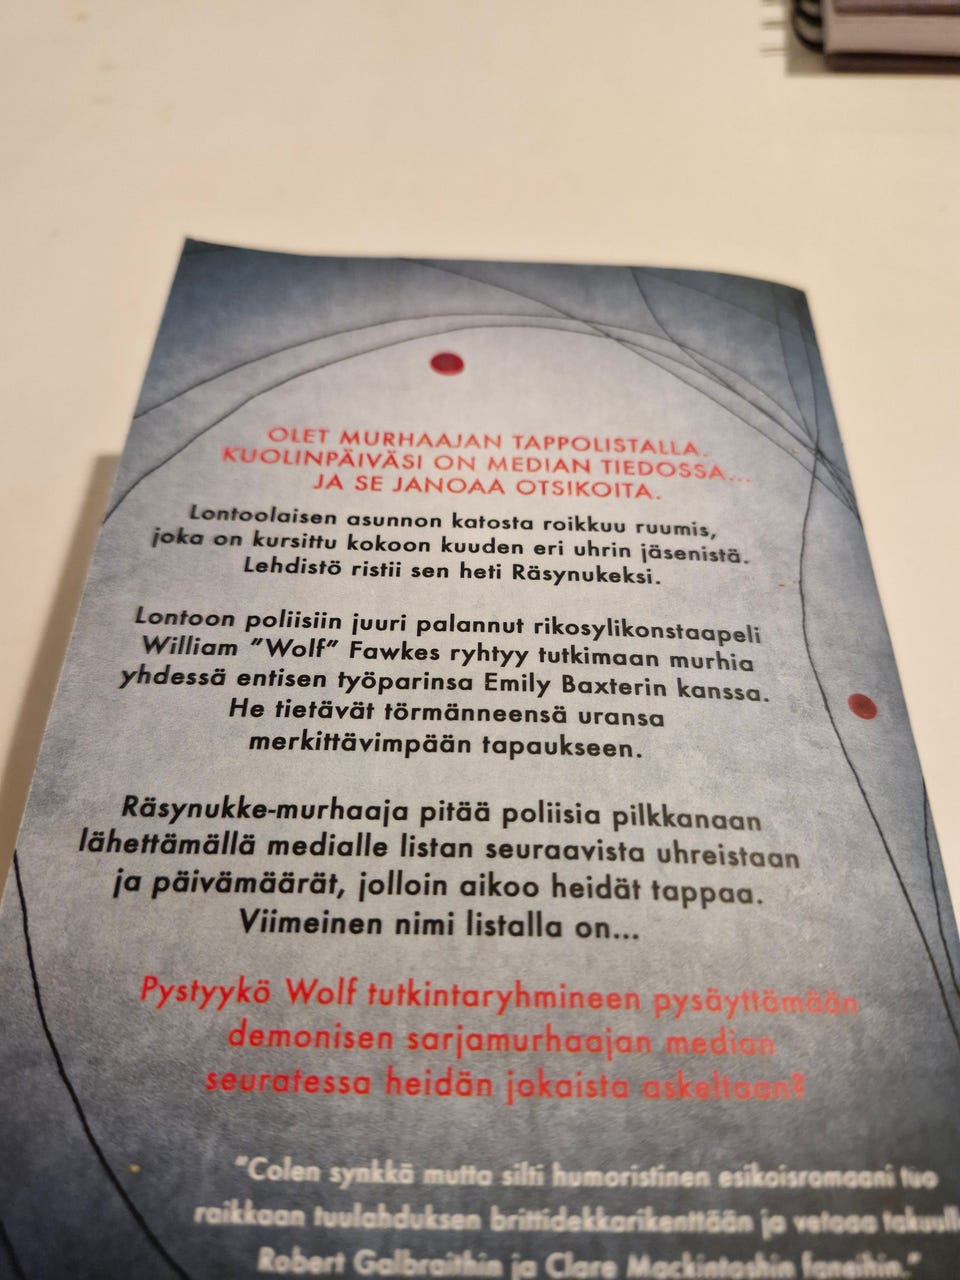 OLET MURHAAJAN TAPPOLISTALLA.
KUOLINPÄIVÄSI ON MEDIAN TIEDOSSA...
JA SE JANOAA OTSIKOITA.
Lontoolaisen asunnon katosta roikkuu ruumis,
joka on kursittu kokoon kuuden eri uhrin jäsenistä.
Lehdistö ristii sen heti Räsynukeksi.
Lontoon poliisiin juuri palannut rikosylikonstaapeli
William ”Wolf” Fawkes ryhtyy tutkimaan murhia
yhdessä entisen työparinsa Emily Baxterin kanssa.
He tietävät törmänneensä uransa
merkittävimpään tapaukseen.
Räsynukke-murhaaja pitää poliisia pilkkanaan
lähettämällä medialle listan seuraavista uhreistaan
ja päivämäärät, jolloin aikoo heidät tappaa.
Viimeinen nimi listalla on...
Pystyykö Wolf tutkintaryhmineen pysäyttämään
demonisen sarjamurhaajan median
seuratessa heidän jokaista askeltaan?
”Colen synkkä mutta silti humoristinen esikoisromaani tuo
raikkaan tuulahduksen brittidekkarikenttään ja vetoaa
Robert Galbraithin ja Clare Mackintoshin faneihin.”